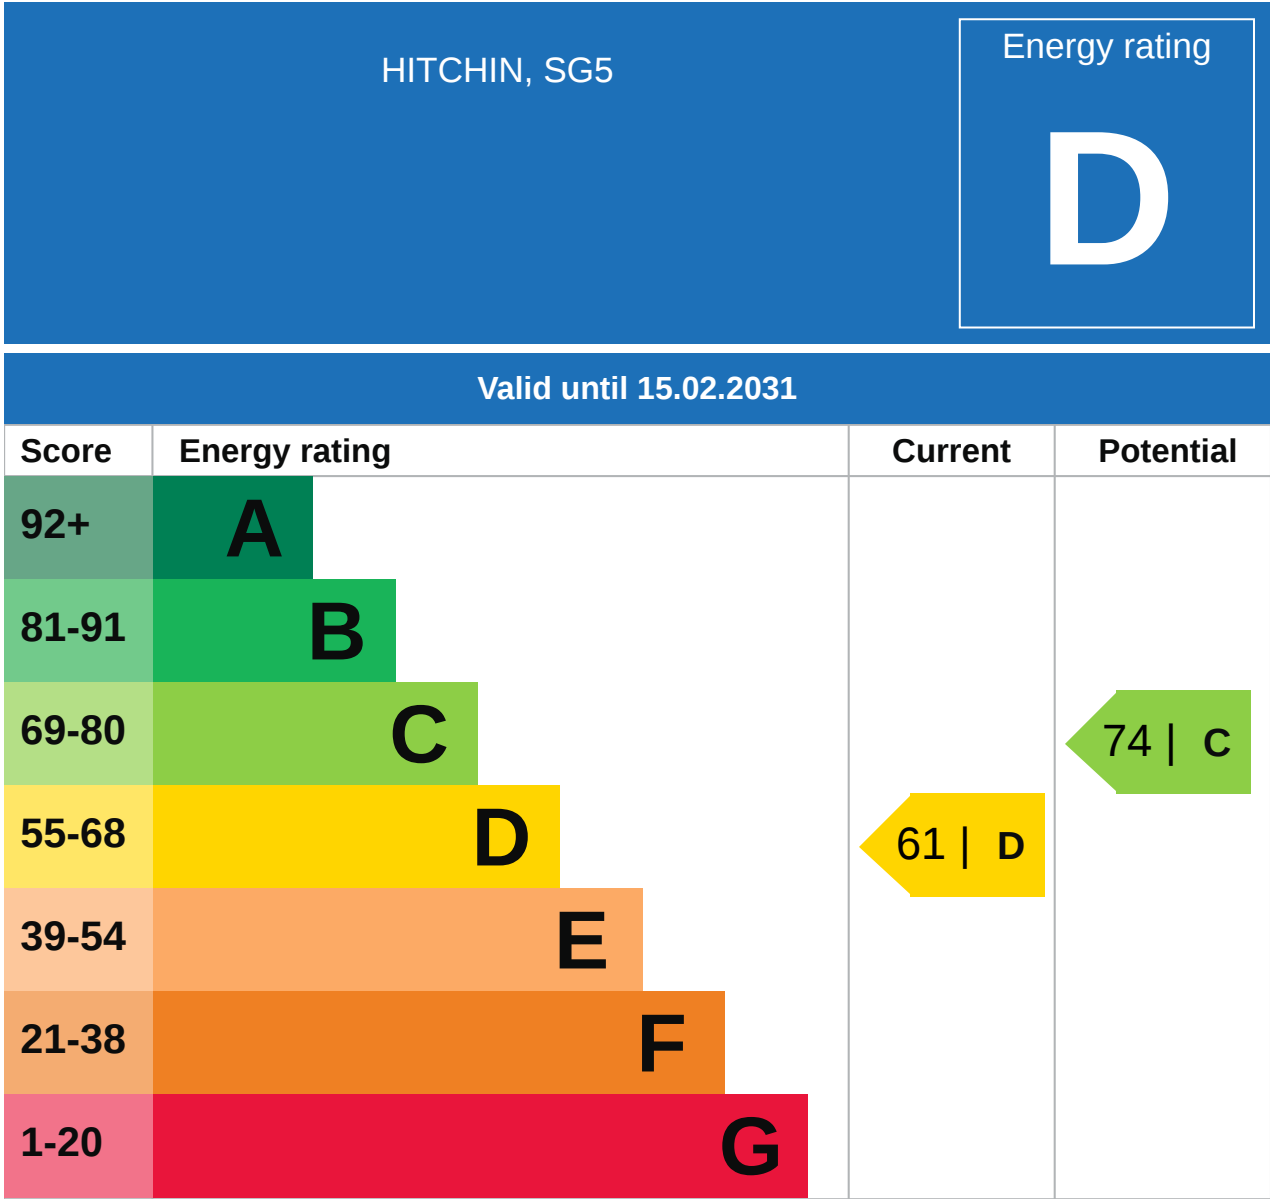 HITCHIN, SG5
Energy rating
D
Valid until 15.02.2031
Score Energy rating Current Potential
92+ A
81-91 B
69-80 C 74 | C
55-68 D 61 | D
39-54 E
21-38 F
1-20 G